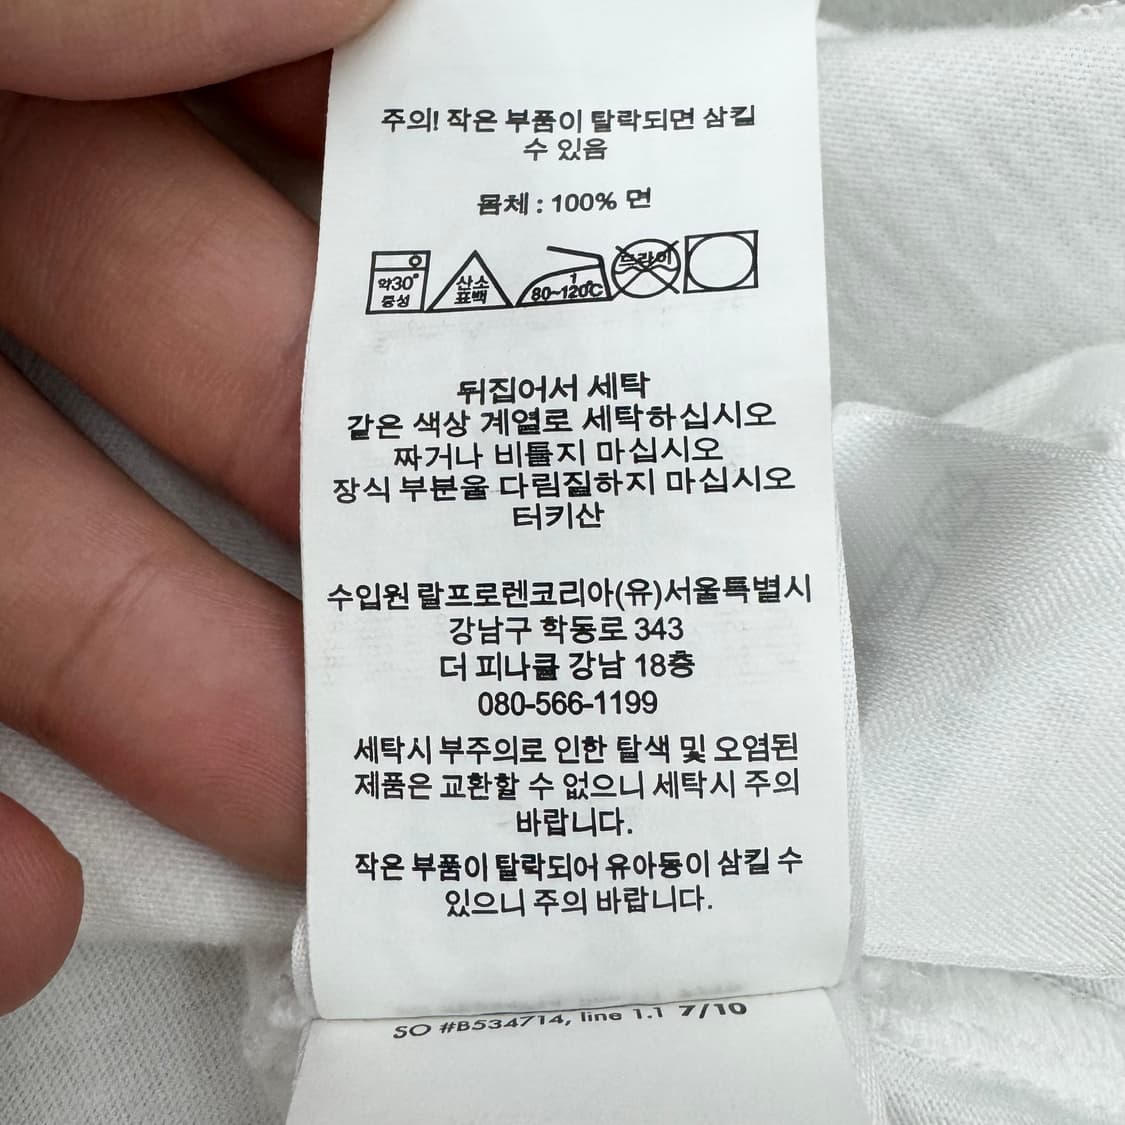 주의! 작은 부품이 탈락되면 삼킬
수 있음
몸체 : 100% 면
약30°
중성
산소
표백
1
80~120℃
드라이
뒤집어서 세탁
같은 색상 계열로 세탁하십시오
짜거나 비틀지 마십시오
장식 부분울 다림질하지 마십시오
터키산
수입원 랄프로렌코리아(유)서울특별시
강남구 학동로 343
더 피나클 강남 18층
080-566-1199
세탁시 부주의로 인한 탈색 및 오염된
제품은 교환할 수 없으니 세탁시 주의
바랍니다.
작은 부품이 탈락되어 유아동이 삼킬 수
있으니 주의 바랍니다.
SO #B534714, line 1.1 7/10